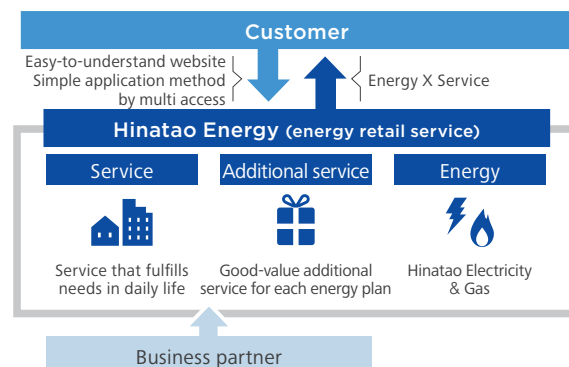 Customer
Easy-to-understand website
Simple application method
by multi access
Energy X Service
Hinatao Energy (energy retail service)
Service
Additional service
Energy
Service that fulfills
needs in daily life
Good-value additional
service for each energy plan
Hinatao Electricity
& Gas
Business partner